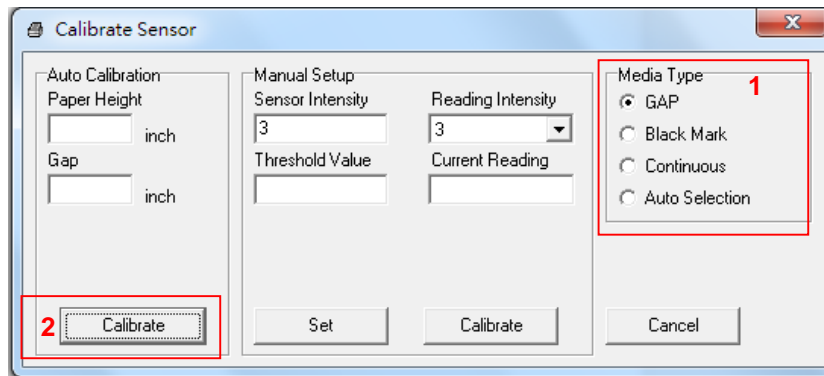 Calibrate Sensor
x
Auto Calibration
Paper Height
inch
Gap
inch
2
Calibrate
Manual Setup
Sensor Intensity
Reading Intensity
3
3
Threshold Value
Current Reading
Set
Calibrate
Media Type
1
GAP
Black Mark
Continuous
Auto Selection
Cancel